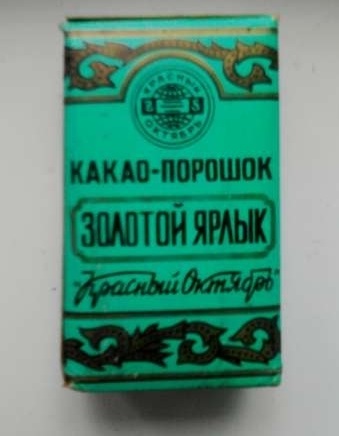 КРАСНЫЙ
ОКТЯБРЬ
КАКАО-ПОРОШОК
ЗОЛОТОЙ ЯРЛЫК
"Красный Октябрь"